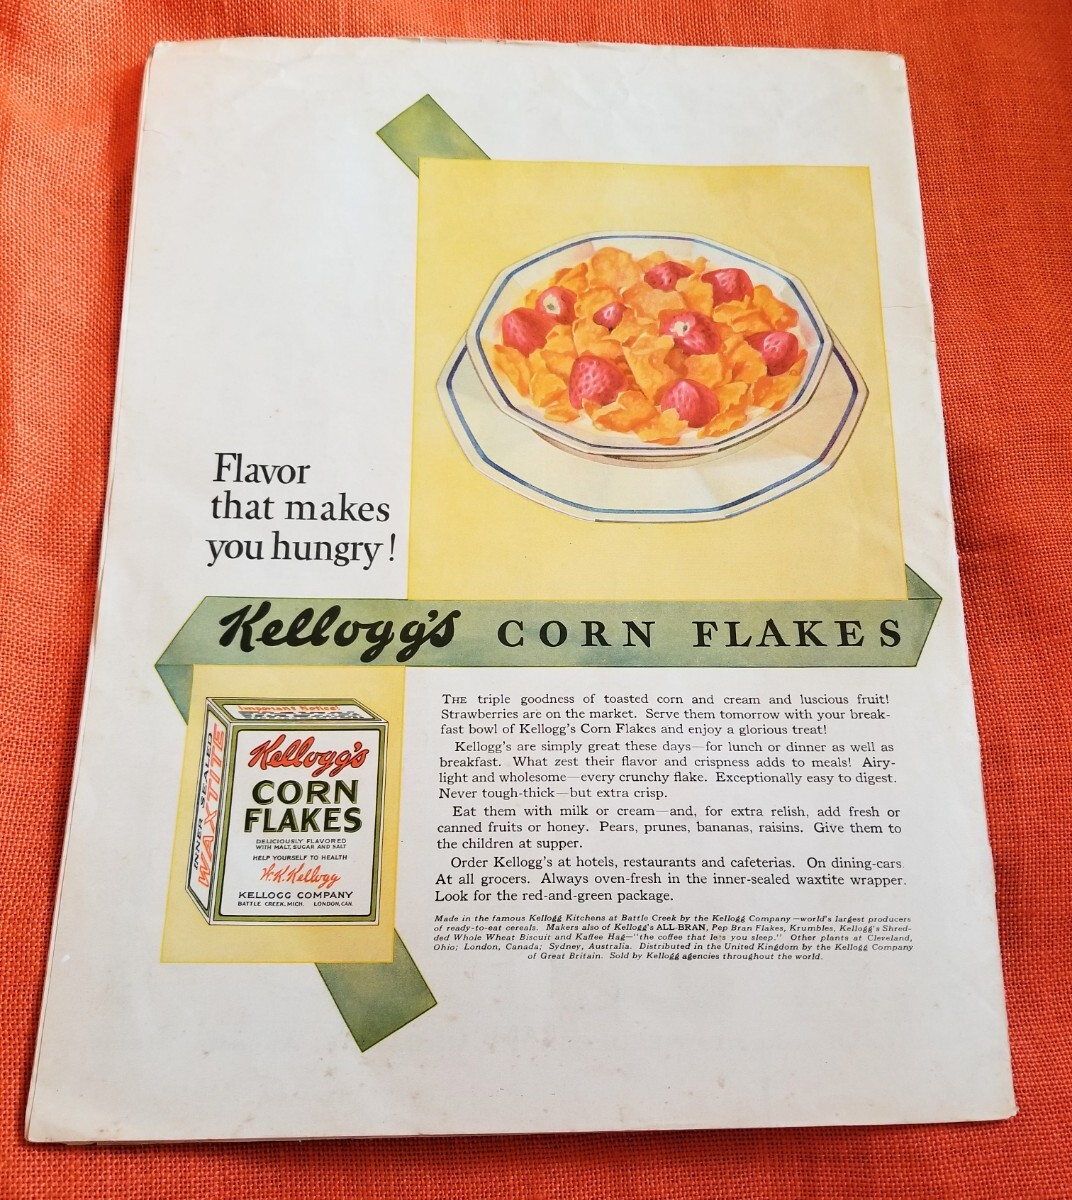 Flavor
that makes
you hungry!
Kellogg's CORN FLAKES
Important Notice!
INNER SEALED
WAXTITE
Kellogg's
CORN
FLAKES
DELICIOUSLY FLAVORED
WITH MALT, SUGAR AND SALT
HELP YOURSELF TO HEALTH
W.K.Kellogg
KELLOGG COMPANY
BATTLE CREEK, MICH. LONDON, CAN.
THE triple goodness of toasted corn and cream and luscious fruit!
Strawberries are on the market. Serve them tomorrow with your break-
fast bowl of Kellogg's Corn Flakes and enjoy a glorious treat!
Kellogg's are simply great these days—for lunch or dinner as well as
breakfast. What zest their flavor and crispness adds to meals! Airy-
light and wholesome—every crunchy flake. Exceptionally easy to digest.
Never tough-thick—but extra crisp.
Eat them with milk or cream—and, for extra relish, add fresh or
canned fruits or honey. Pears, prunes, bananas, raisins. Give them to
the children at supper.
Order Kellogg's at hotels, restaurants and cafeterias. On dining-cars.
At all grocers. Always oven-fresh in the inner-sealed waxtite wrapper.
Look for the red-and-green package.
Made in the famous Kellogg Kitchens at Battle Creek by the Kellogg Company—world's largest producers
of ready-to-eat cereals. Makers also of Kellogg's ALL-BRAN, Pep Bran Flakes, Krumbles, Kellogg's Shred-
ded Whole Wheat Biscuit and Kaffee Hag—"the coffee that lets you sleep." Other plants at Cleveland,
Ohio; London, Canada; Sydney, Australia. Distributed in the United Kingdom by the Kellogg Company
of Great Britain. Sold by Kellogg agencies throughout the world.